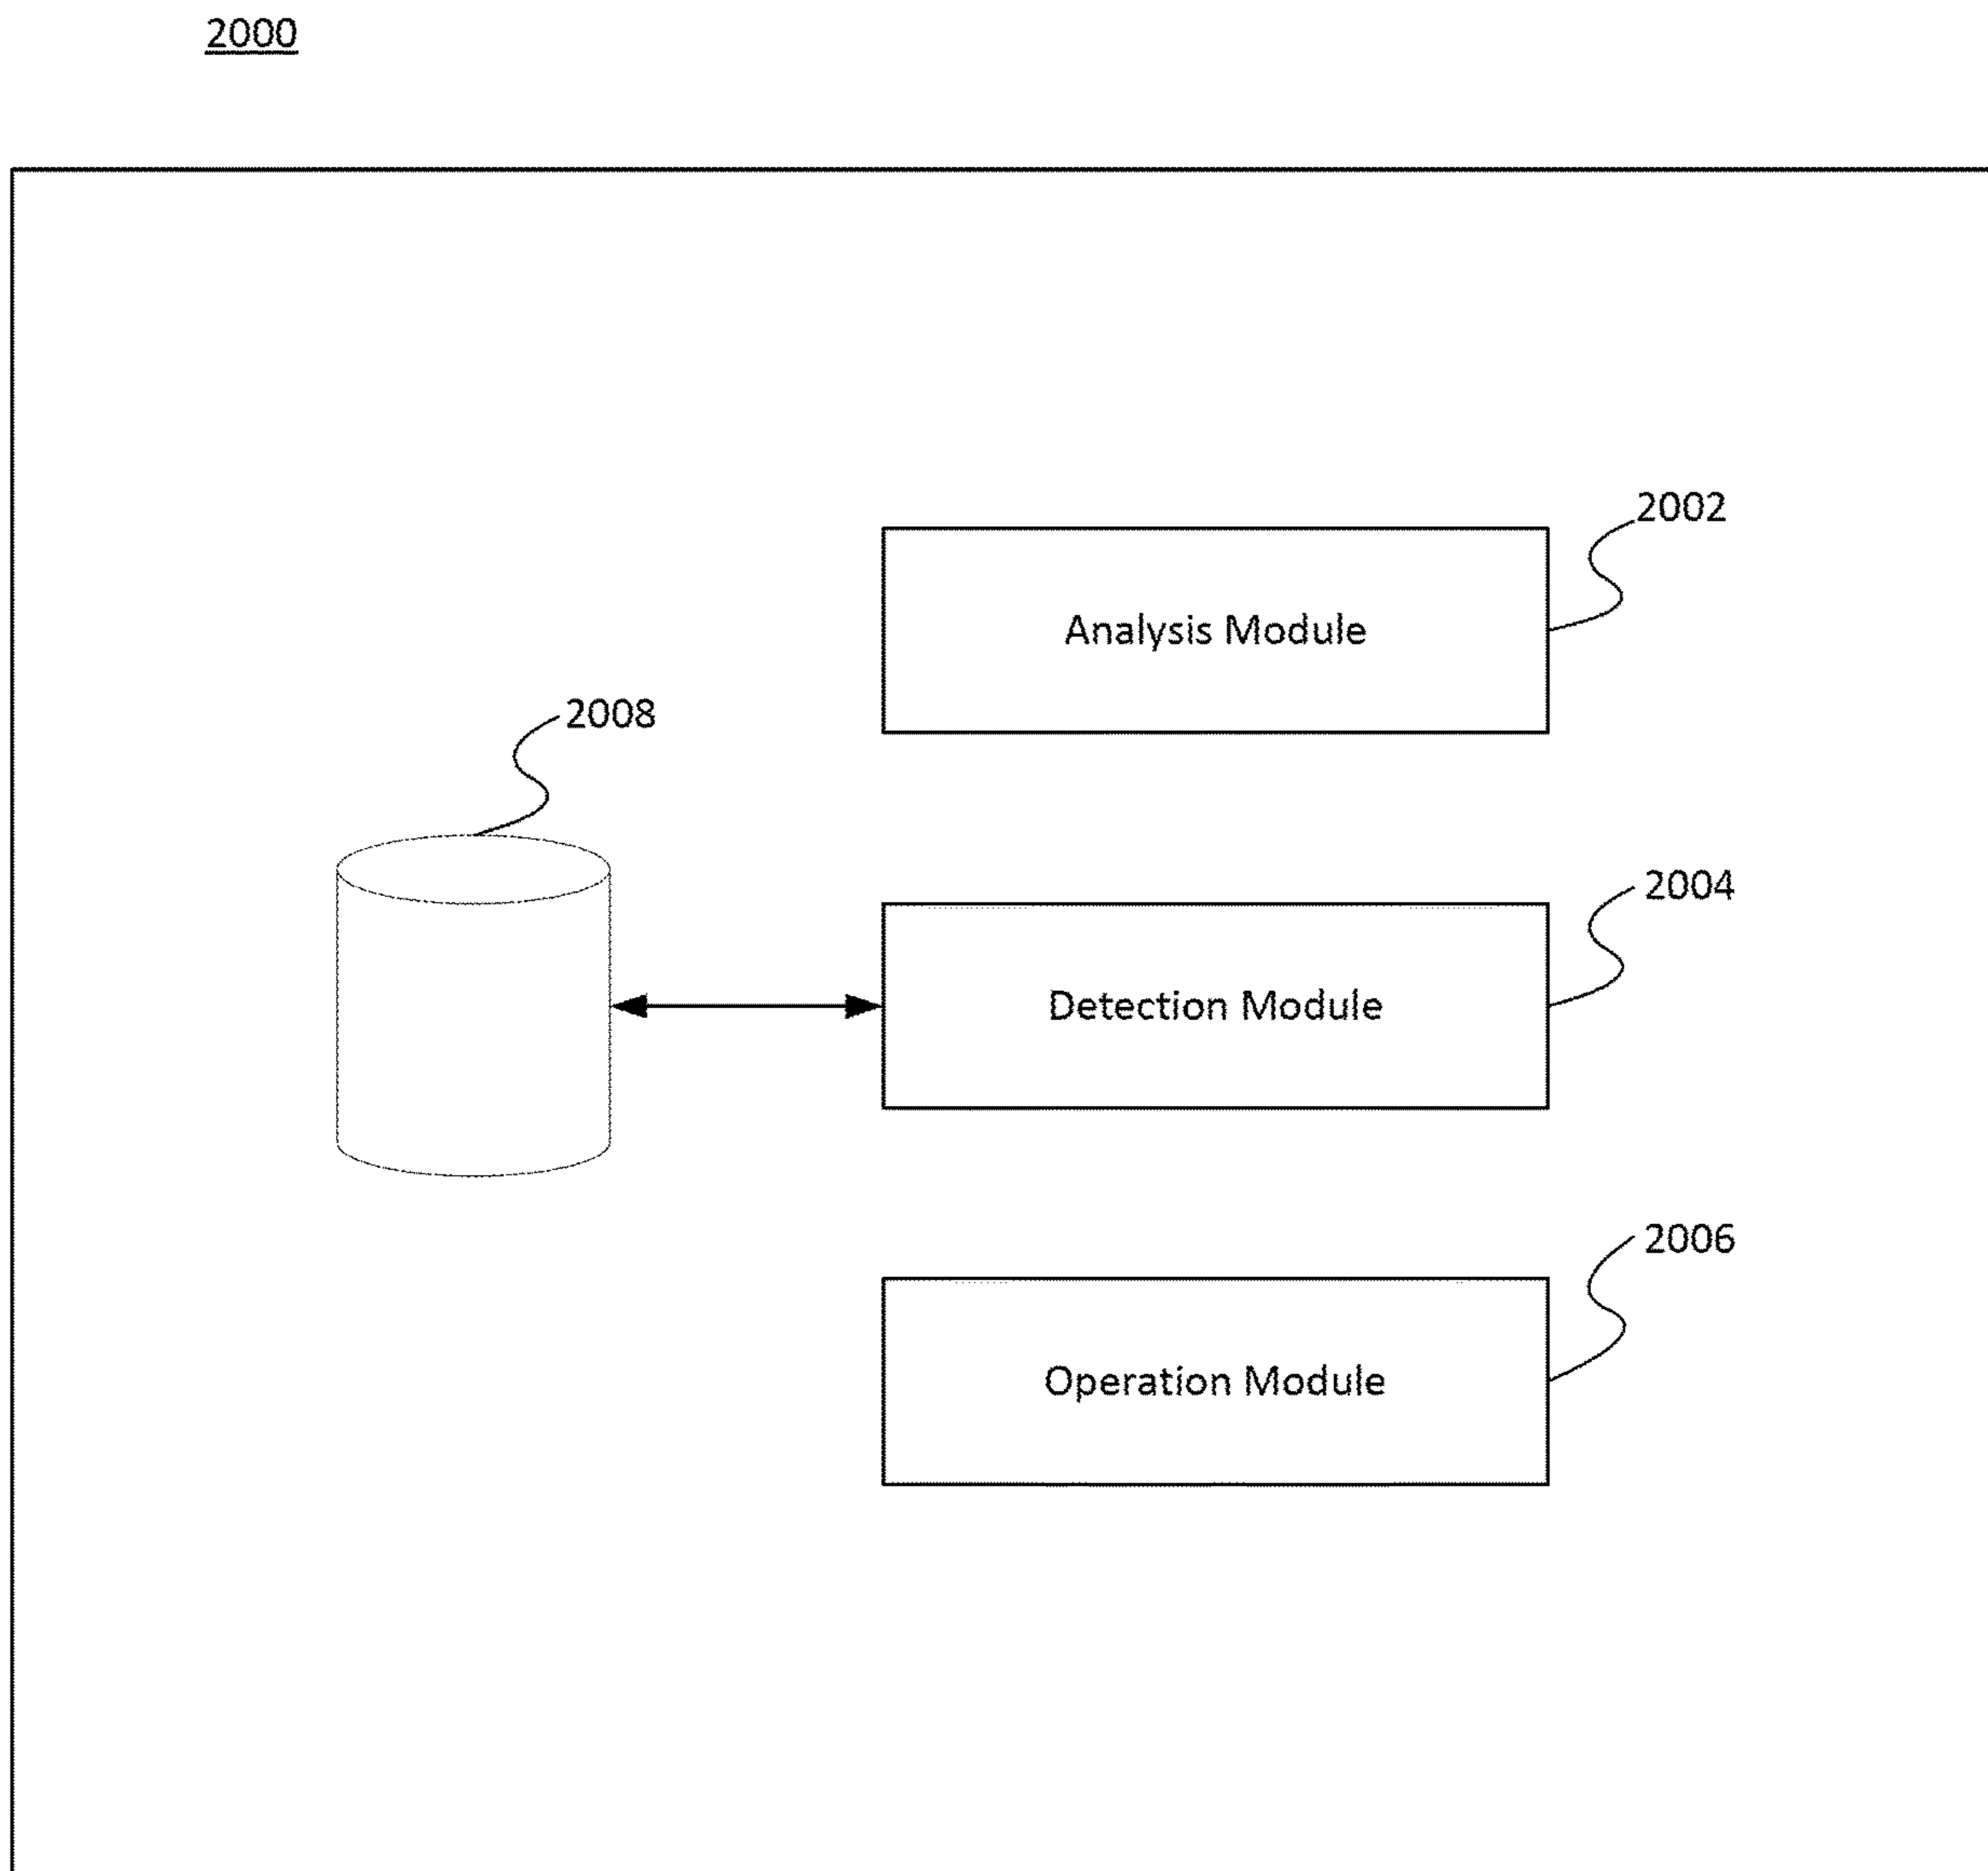 2000
2002
Analysis Module
2008
2004
Detection Module
2006
Operation Module